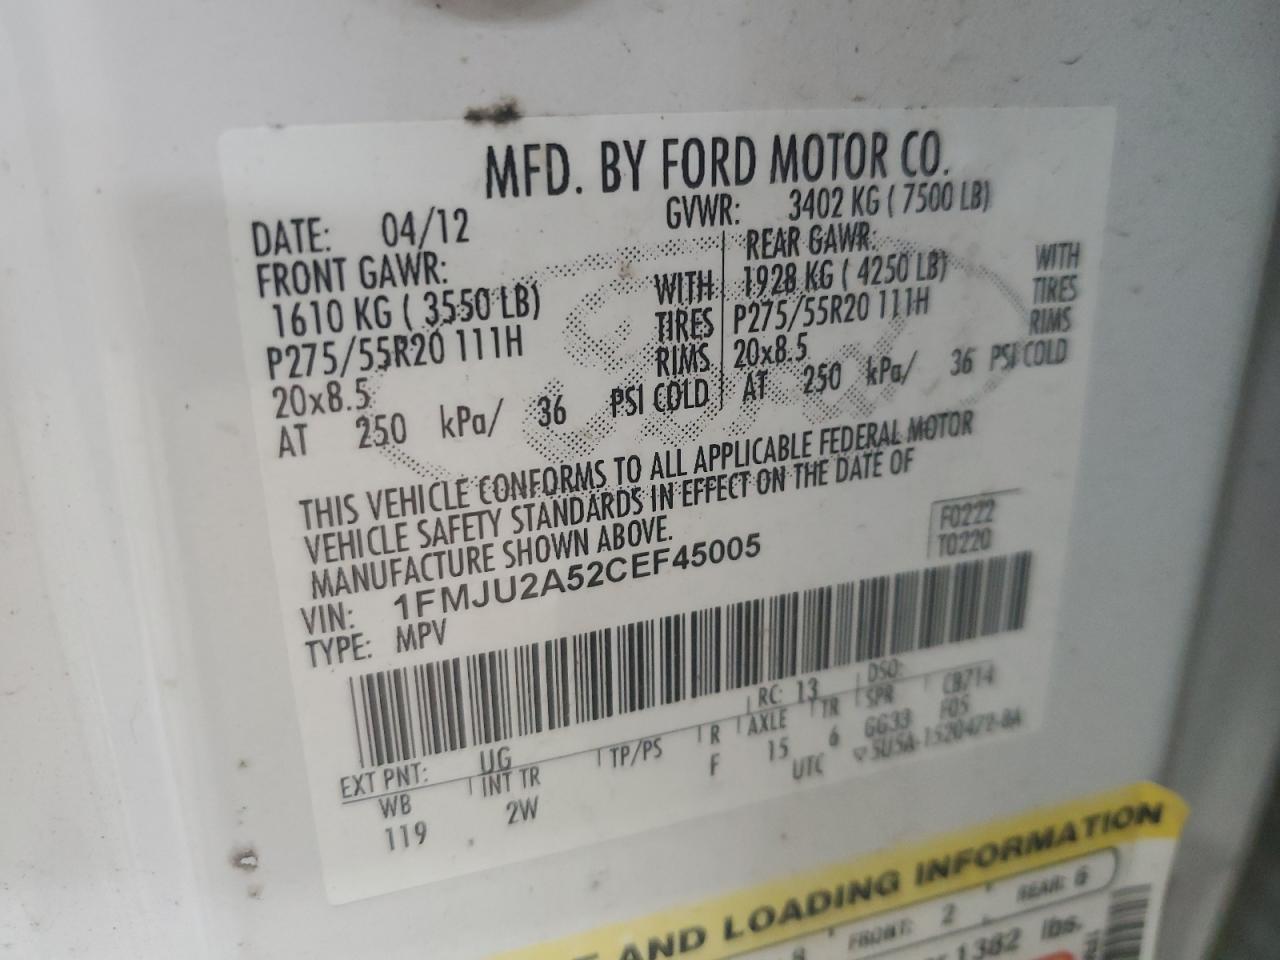 MFD. BY FORD MOTOR CO.
DATE: 04/12 GVWR: 3402 KG ( 7500 LB)
FRONT GAWR: REAR GAWR:
1610 KG ( 3550 LB) WITH 1928 KG ( 4250 LB) WITH
P275/55R20 111H TIRES P275/55R20 111H TIRES
20x8.5 RIMS 20x8.5 RIMS
AT 250 kPa/ 36 PSI COLD AT 250 kPa/ 36 PSI COLD
THIS VEHICLE CONFORMS TO ALL APPLICABLE FEDERAL MOTOR
VEHICLE SAFETY STANDARDS IN EFFECT ON THE DATE OF
MANUFACTURE SHOWN ABOVE.
VIN: 1FMJU2A52CEF45005
TYPE: MPV
F0222
T0220
EXT PNT: UG RC: 13 DSO:
WB INT TR TP/PS R AXLE TR SPR CB714
119 2W F 15 6 GG33 F05
UTC
AND LOADING INFORMATION
FRONT: 2 REAR: 6
1382 lbs.